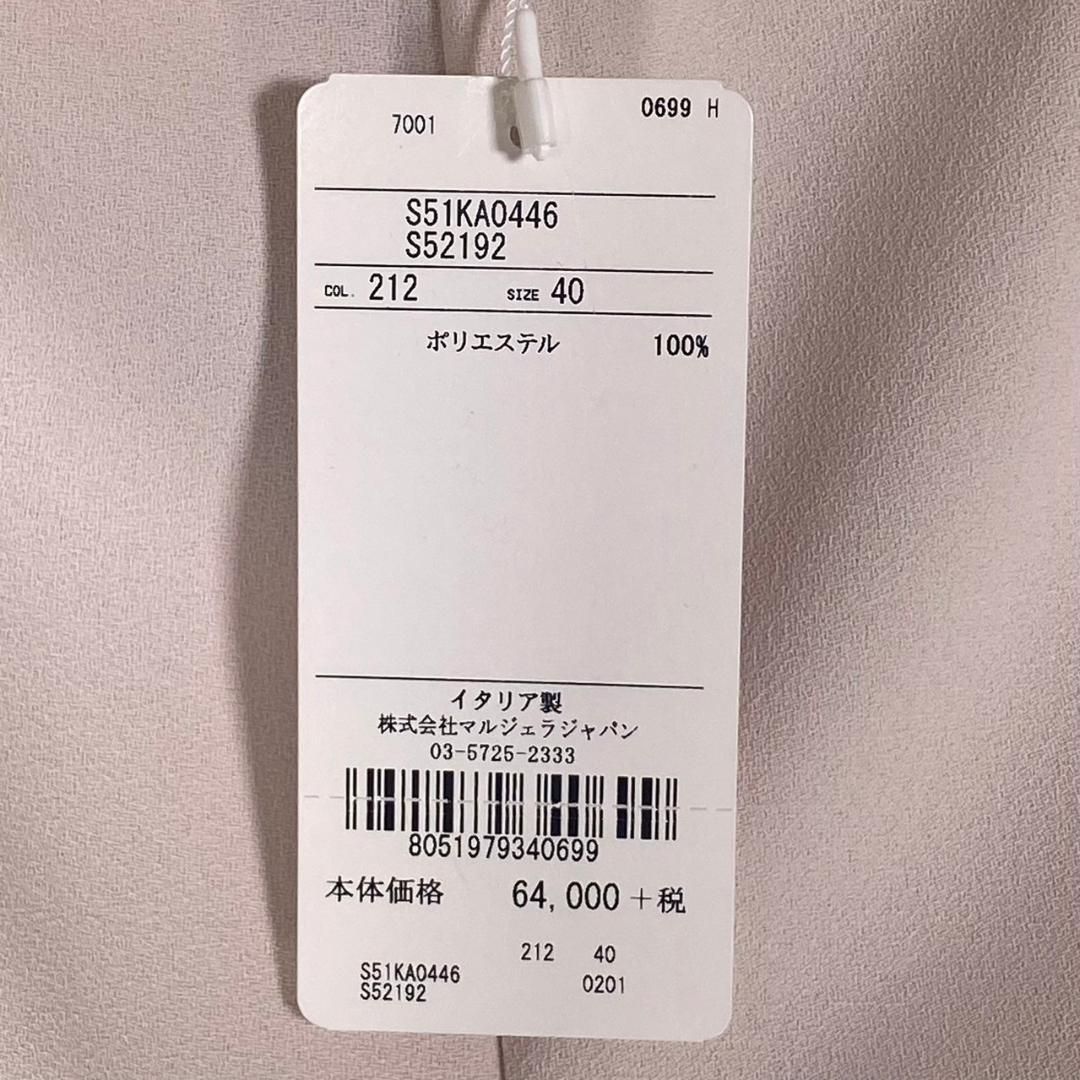 7001
0699 H
S51KA0446
S52192
COL. 212 SIZE 40
ポリエステル 100%
イタリア製
株式会社マルジェラジャパン
03-5725-2333
8051979340699
本体価格 64,000+税
212 40
S51KA0446
0201
S52192